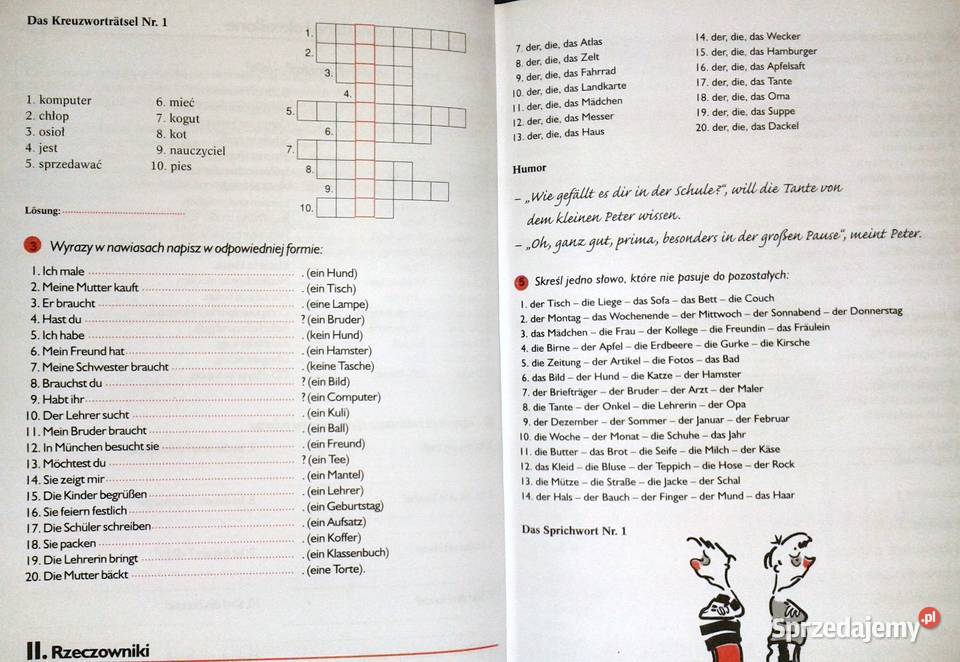 Das Kreuzworträtsel Nr. 1
1.
2.
3.
4.
5.
6.
7.
8.
9.
10.
1. komputer
2. chłop
3. osioł
4. jest
5. sprzedawać
6. mieć
7. kogut
8. kot
9. nauczyciel
10. pies
Lösung:
3 Wyrazy w nawiasach napisz w odpowiedniej formie:
1. Ich male . (ein Hund)
2. Meine Mutter kauft . (ein Tisch)
3. Er braucht . (eine Lampe)
4. Hast du ? (ein Bruder)
5. Ich habe . (kein Hund)
6. Mein Freund hat . (ein Hamster)
7. Meine Schwester braucht . (keine Tasche)
8. Brauchst du ? (ein Bild)
9. Habt ihr ? (ein Computer)
10. Der Lehrer sucht . (ein Kuli)
11. Mein Bruder braucht . (ein Ball)
12. In München besucht sie . (ein Freund)
13. Möchtest du ? (ein Tee)
14. Sie zeigt mir . (ein Mantel)
15. Die Kinder begrüßen . (ein Lehrer)
16. Sie feiern festlich . (ein Geburtstag)
17. Die Schüler schreiben . (ein Aufsatz)
18. Sie packen . (ein Koffer)
19. Die Lehrerin bringt . (ein Klassenbuch)
20. Die Mutter bäckt . (eine Torte).
II. Rzeczowniki
7. der, die, das Atlas
8. der, die, das Zelt
9. der, die, das Fahrrad
10. der, die, das Landkarte
11. der, die, das Mädchen
12. der, die, das Messer
13. der, die, das Haus
14. der, die, das Wecker
15. der, die, das Hamburger
16. der, die, das Apfelsaft
17. der, die, das Tante
18. der, die, das Oma
19. der, die, das Suppe
20. der, die, das Dackel
Humor
– „Wie gefällt es dir in der Schule?“, will die Tante von
dem kleinen Peter wissen.
– „Oh, ganz gut, prima, besonders in der großen Pause“, meint Peter.
5 Skreśl jedno słowo, które nie pasuje do pozostałych:
1. der Tisch – die Liege – das Sofa – das Bett – die Couch
2. der Montag – das Wochenende – der Mittwoch – der Sonnabend – der Donnerstag
3. das Mädchen – die Frau – der Kollege – die Freundin – das Fräulein
4. die Birne – der Apfel – die Erdbeere – die Gurke – die Kirsche
5. die Zeitung – der Artikel – die Fotos – das Bad
6. das Bild – der Hund – die Katze – der Hamster
7. der Briefträger – der Bruder – der Arzt – der Maler
8. die Tante – der Onkel – die Lehrerin – der Opa
9. der Dezember – der Sommer – der Januar – der Februar
10. die Woche – der Monat – die Schuhe – das Jahr
11. die Butter – das Brot – die Seife – die Milch – der Käse
12. das Kleid – die Bluse – der Teppich – die Hose – der Rock
13. die Mütze – die Straße – die Jacke – der Schal
14. der Hals – der Bauch – der Finger – der Mund – das Haar
Das Sprichwort Nr. 1
Sprzedajemy.pl